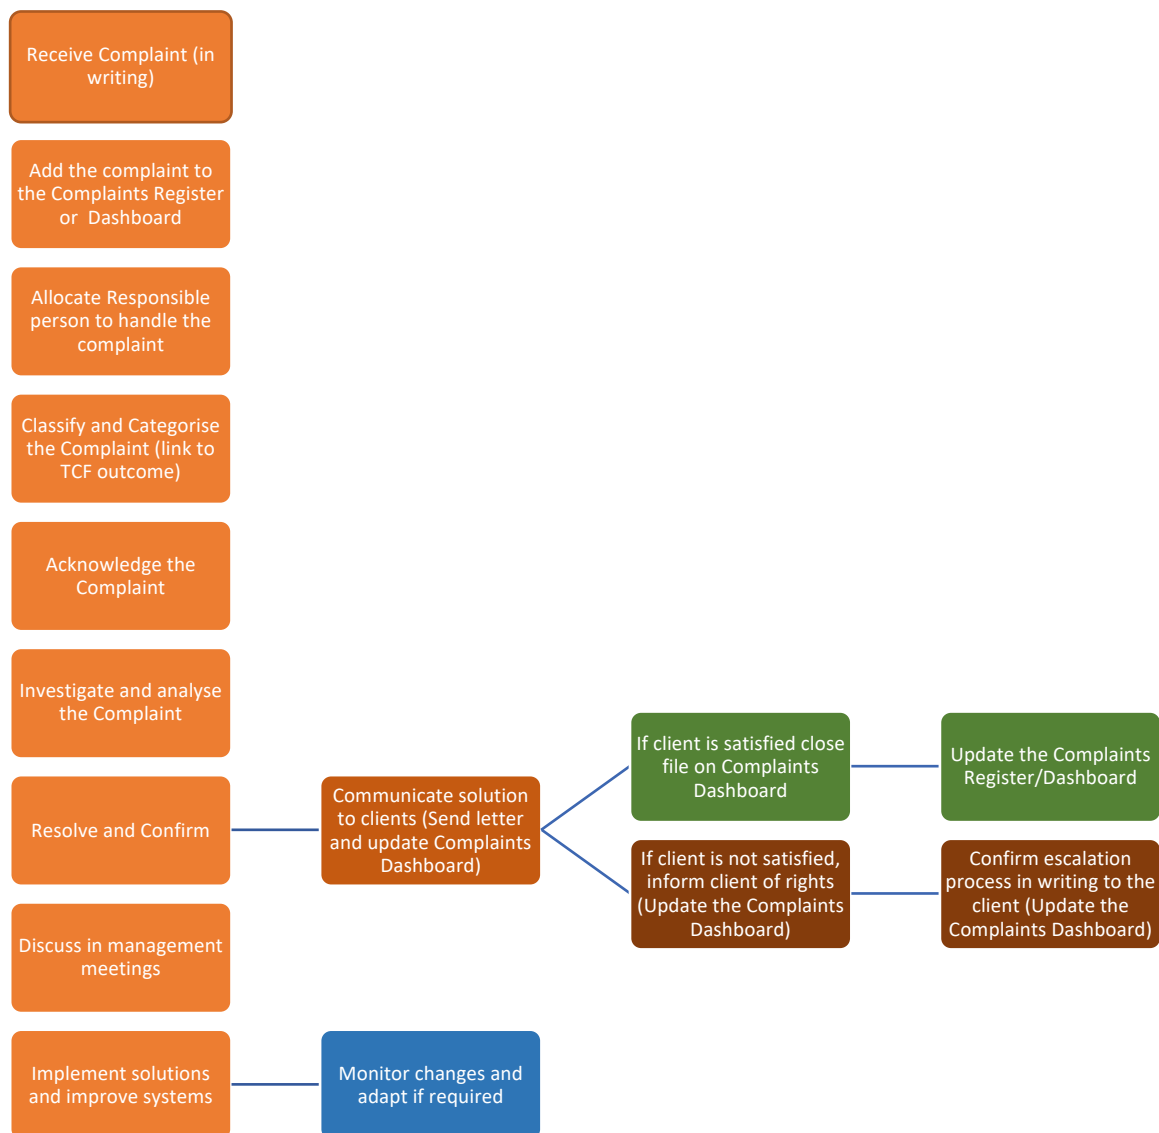 Receive Complaint (in
writing)
Add the complaint to
the Complaints Register
or Dashboard
Allocate Responsible
person to handle the
complaint
Classify and Categorise
the Complaint (link to
TCF outcome)
Acknowledge the
Complaint
Investigate and analyse
the Complaint
Resolve and Confirm
Communicate solution
to clients (Send letter
and update Complaints
Dashboard)
If client is satisfied close
file on Complaints
Dashboard
Update the Complaints
Register/Dashboard
If client is not satisfied,
inform client of rights
(Update the Complaints
Dashboard)
Confirm escalation
process in writing to the
client (Update the
Complaints Dashboard)
Discuss in management
meetings
Implement solutions
and improve systems
Monitor changes and
adapt if required